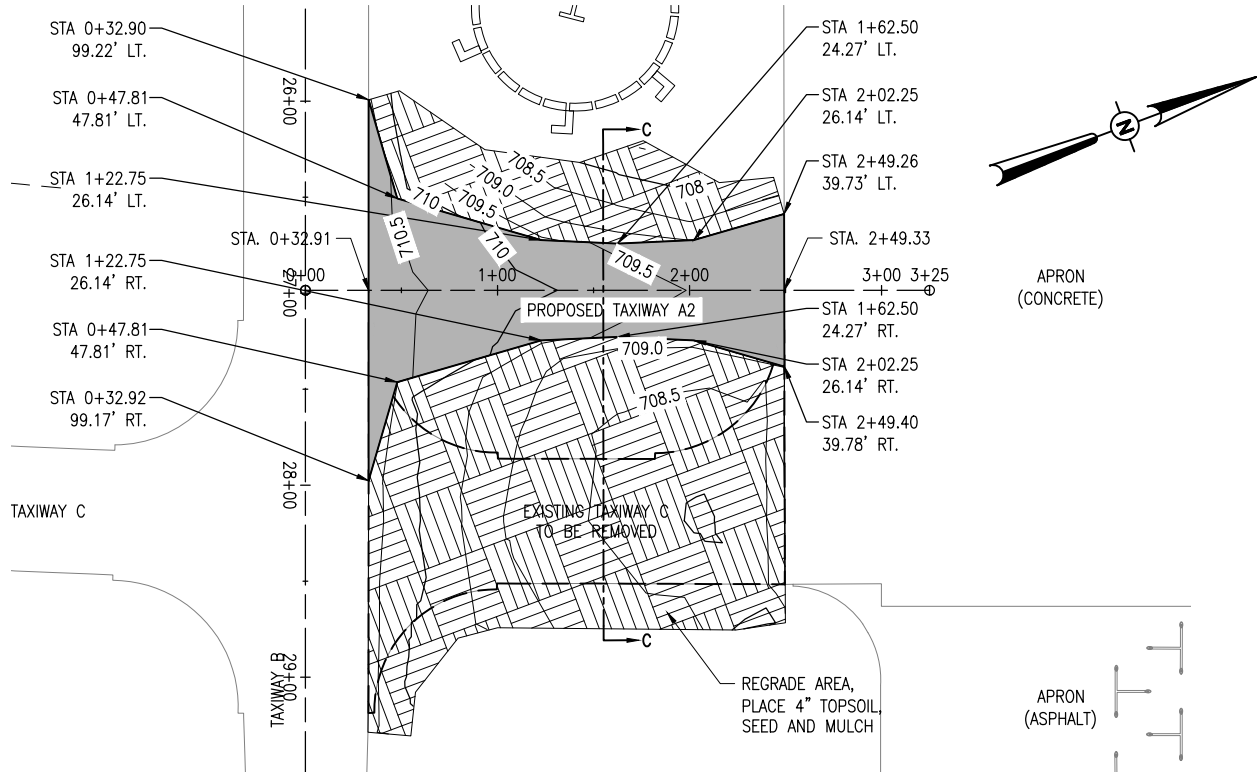 STA 0+32.90
99.22' LT.
STA 0+47.81
47.81' LT.
STA 1+22.75
26.14' LT.
STA. 0+32.91
STA 1+22.75
26.14' RT.
STA 0+47.81
47.81' RT.
STA 0+32.92
99.17' RT.
STA 1+62.50
24.27' LT.
STA 2+02.25
26.14' LT.
STA 2+49.26
39.73' LT.
STA. 2+49.33
STA 1+62.50
24.27' RT.
STA 2+02.25
26.14' RT.
STA 2+49.40
39.78' RT.
C
708.5
709.0
709.5
708
710
710.5
710
709.5
26+00
27+00
1+00
2+00
3+00
3+25
PROPOSED TAXIWAY A2
709.0
708.5
N
APRON
(CONCRETE)
28+00
TAXIWAY C
EXISTING TAXIWAY C
TO BE REMOVED
C
29+00
TAXIWAY B
REGRADE AREA,
PLACE 4" TOPSOIL,
SEED AND MULCH
APRON
(ASPHALT)